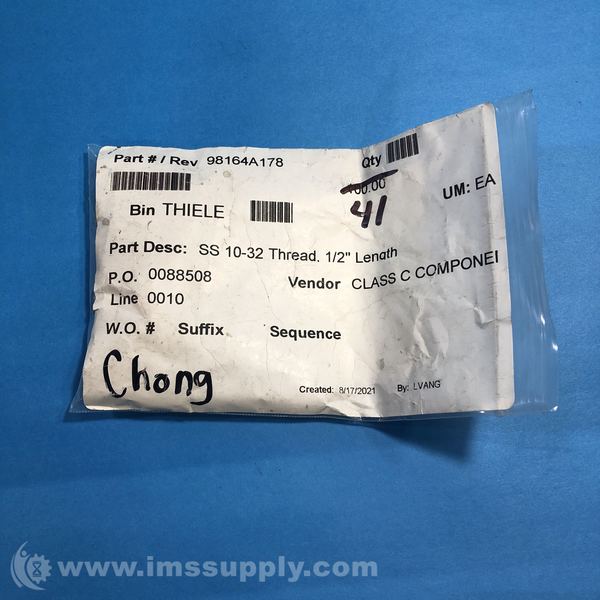 Part # / Rev 98164A178 Qty
100.00
41
UM: EA
Bin THIELE
Part Desc: SS 10-32 Thread. 1/2" Length
P.O. 0088508 Vendor CLASS C COMPONEI
Line 0010
W.O. # Suffix Sequence
Chong
Created: 8/17/2021 By: LVANG
www.imssupply.com